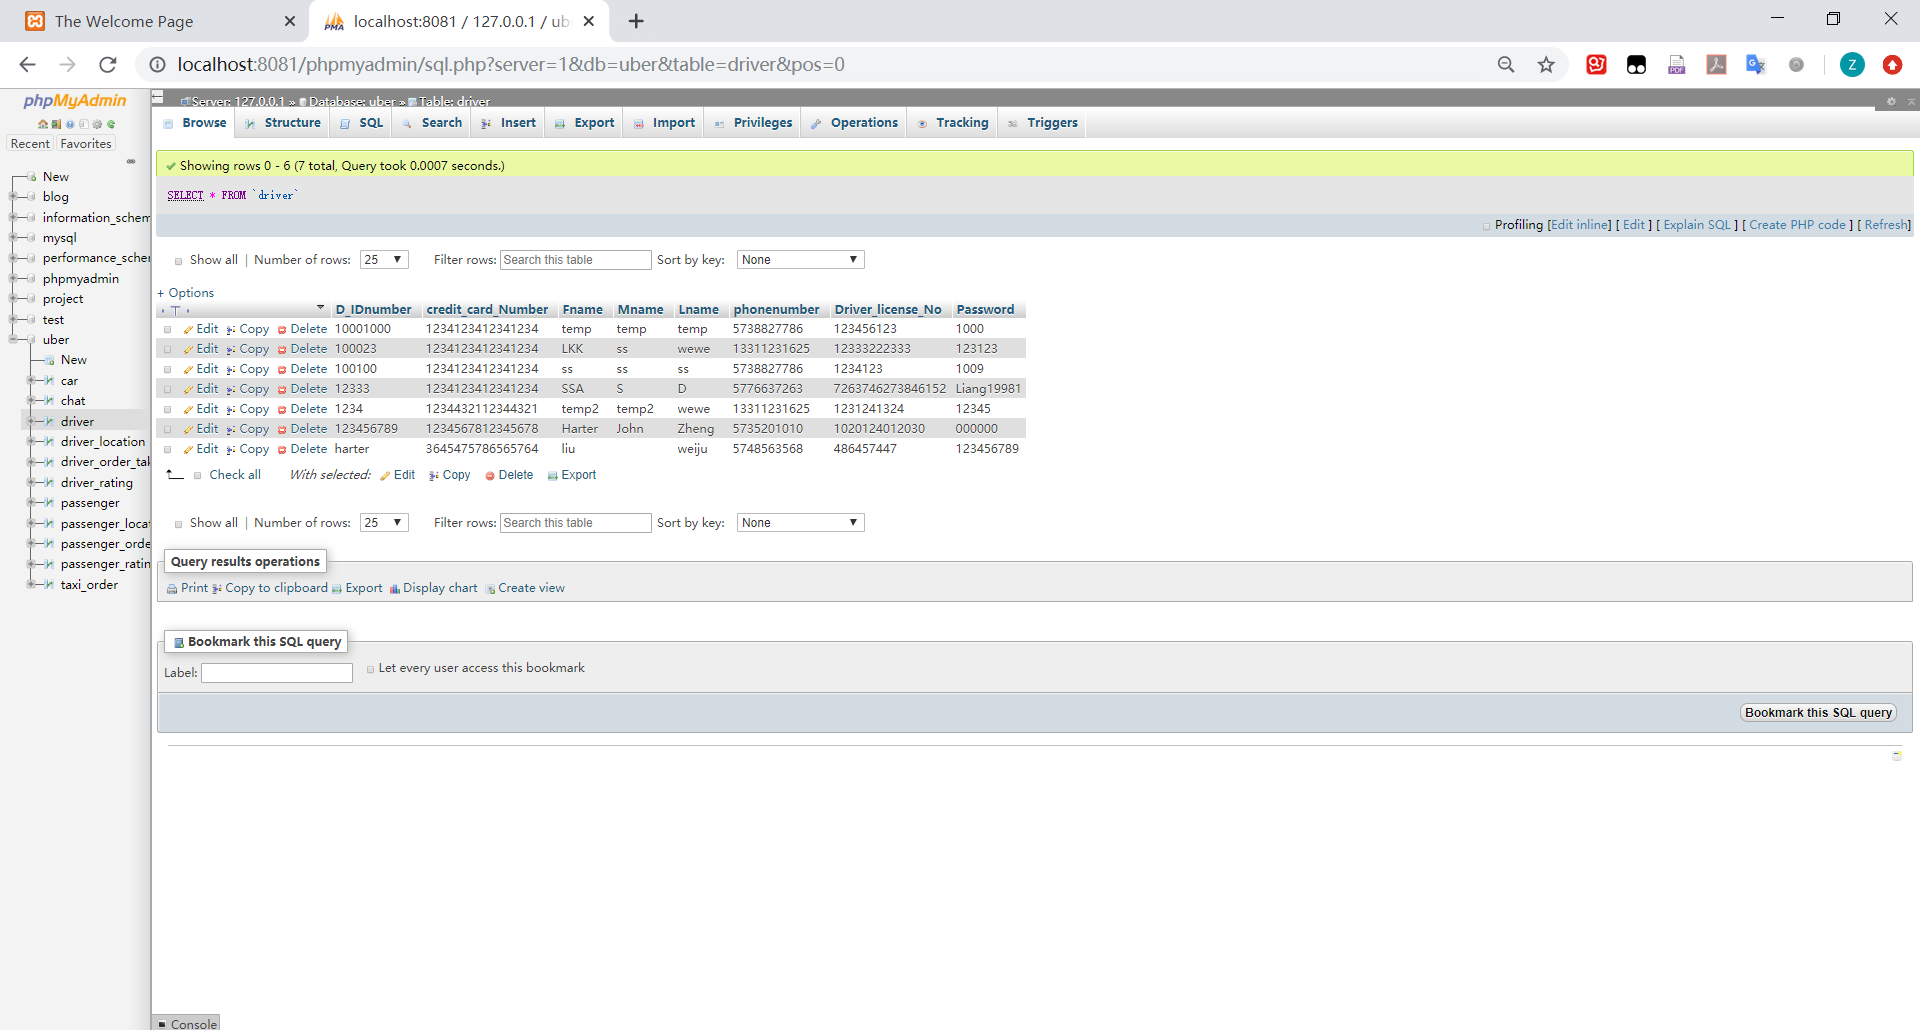 The Welcome Page
localhost:8081 / 127.0.0.1 / ub
localhost:8081/phpmyadmin/sql.php?server=1&db=uber&table=driver&pos=0
Z
phpMyAdmin
Recent Favorites
New
blog
information_schem
mysql
performance_scher
phpmyadmin
project
test
uber
New
car
chat
driver
driver_location
driver_order_tak
driver_rating
passenger
passenger_locat
passenger_orde
passenger_ratin
taxi_order
Server: 127.0.0.1 » Database: uber » Table: driver
Browse Structure SQL Search Insert Export Import Privileges Operations Tracking Triggers
Showing rows 0 - 6 (7 total, Query took 0.0007 seconds.)
SELECT * FROM `driver`
Profiling [Edit inline] [ Edit ] [ Explain SQL ] [ Create PHP code ] [ Refresh]
Show all | Number of rows: 25 Filter rows: Search this table Sort by key: None
+ Options
D_IDnumber credit_card_Number Fname Mname Lname phonenumber Driver_license_No Password
Edit Copy Delete 10001000 1234123412341234 temp temp temp 5738827786 123456123 1000
Edit Copy Delete 100023 1234123412341234 LKK ss wewe 13311231625 12333222333 123123
Edit Copy Delete 100100 1234123412341234 ss ss ss 5738827786 1234123 1009
Edit Copy Delete 12333 1234123412341234 SSA S D 5776637263 7263746273846152 Liang19981
Edit Copy Delete 1234 1234432112344321 temp2 temp2 wewe 13311231625 1231241324 12345
Edit Copy Delete 123456789 1234567812345678 Harter John Zheng 5735201010 1020124012030 000000
Edit Copy Delete harter 3645475786565764 liu weiju 5748563568 486457447 123456789
Check all With selected: Edit Copy Delete Export
Show all | Number of rows: 25 Filter rows: Search this table Sort by key: None
Query results operations
Print Copy to clipboard Export Display chart Create view
Bookmark this SQL query
Label: Let every user access this bookmark
Bookmark this SQL query
Console